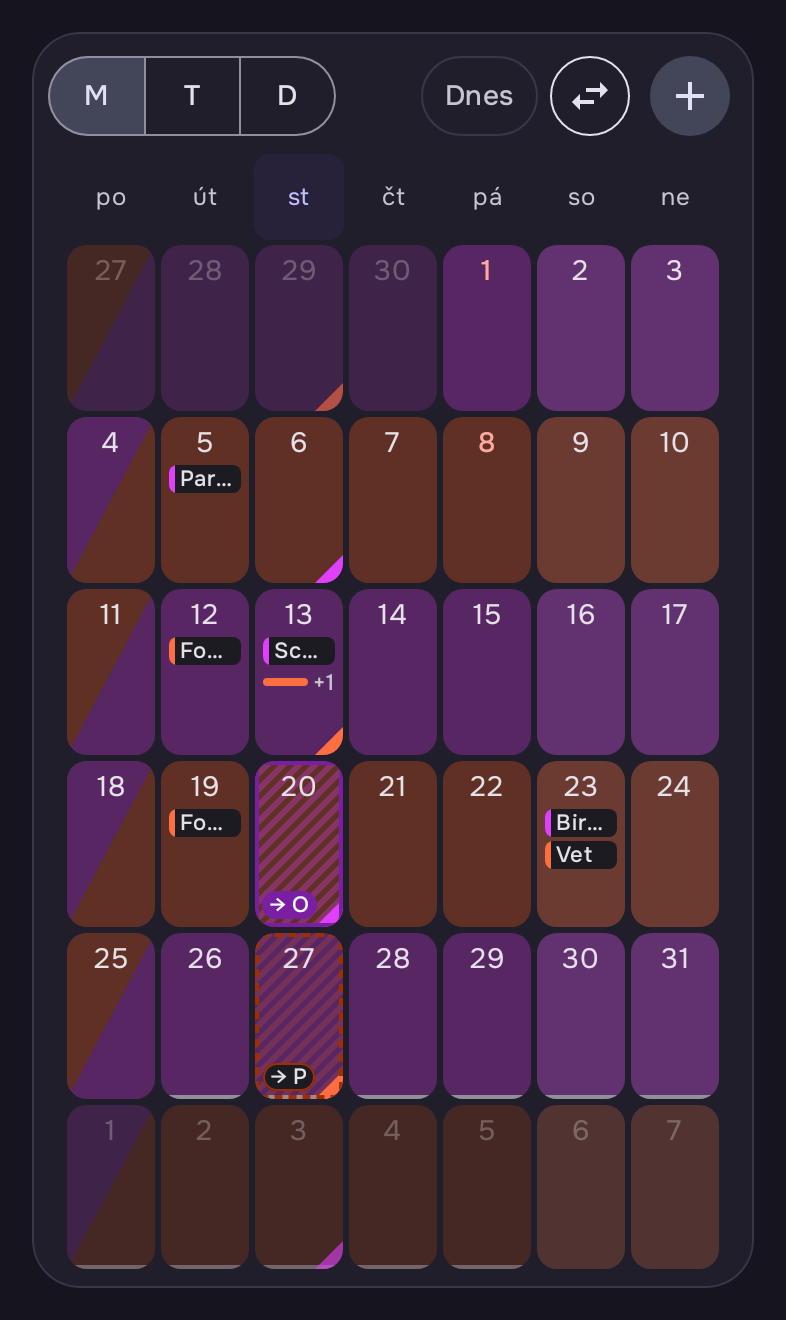 M T D Dnes
po út st čt pá so ne
27 28 29 30 1 2 3
4 5 6 7 8 9 10
Par...
11 12 13 14 15 16 17
Fo... Sc...
+1
18 19 20 21 22 23 24
Fo... Bir...
Vet
→ O
25 26 27 28 29 30 31
→ P
1 2 3 4 5 6 7